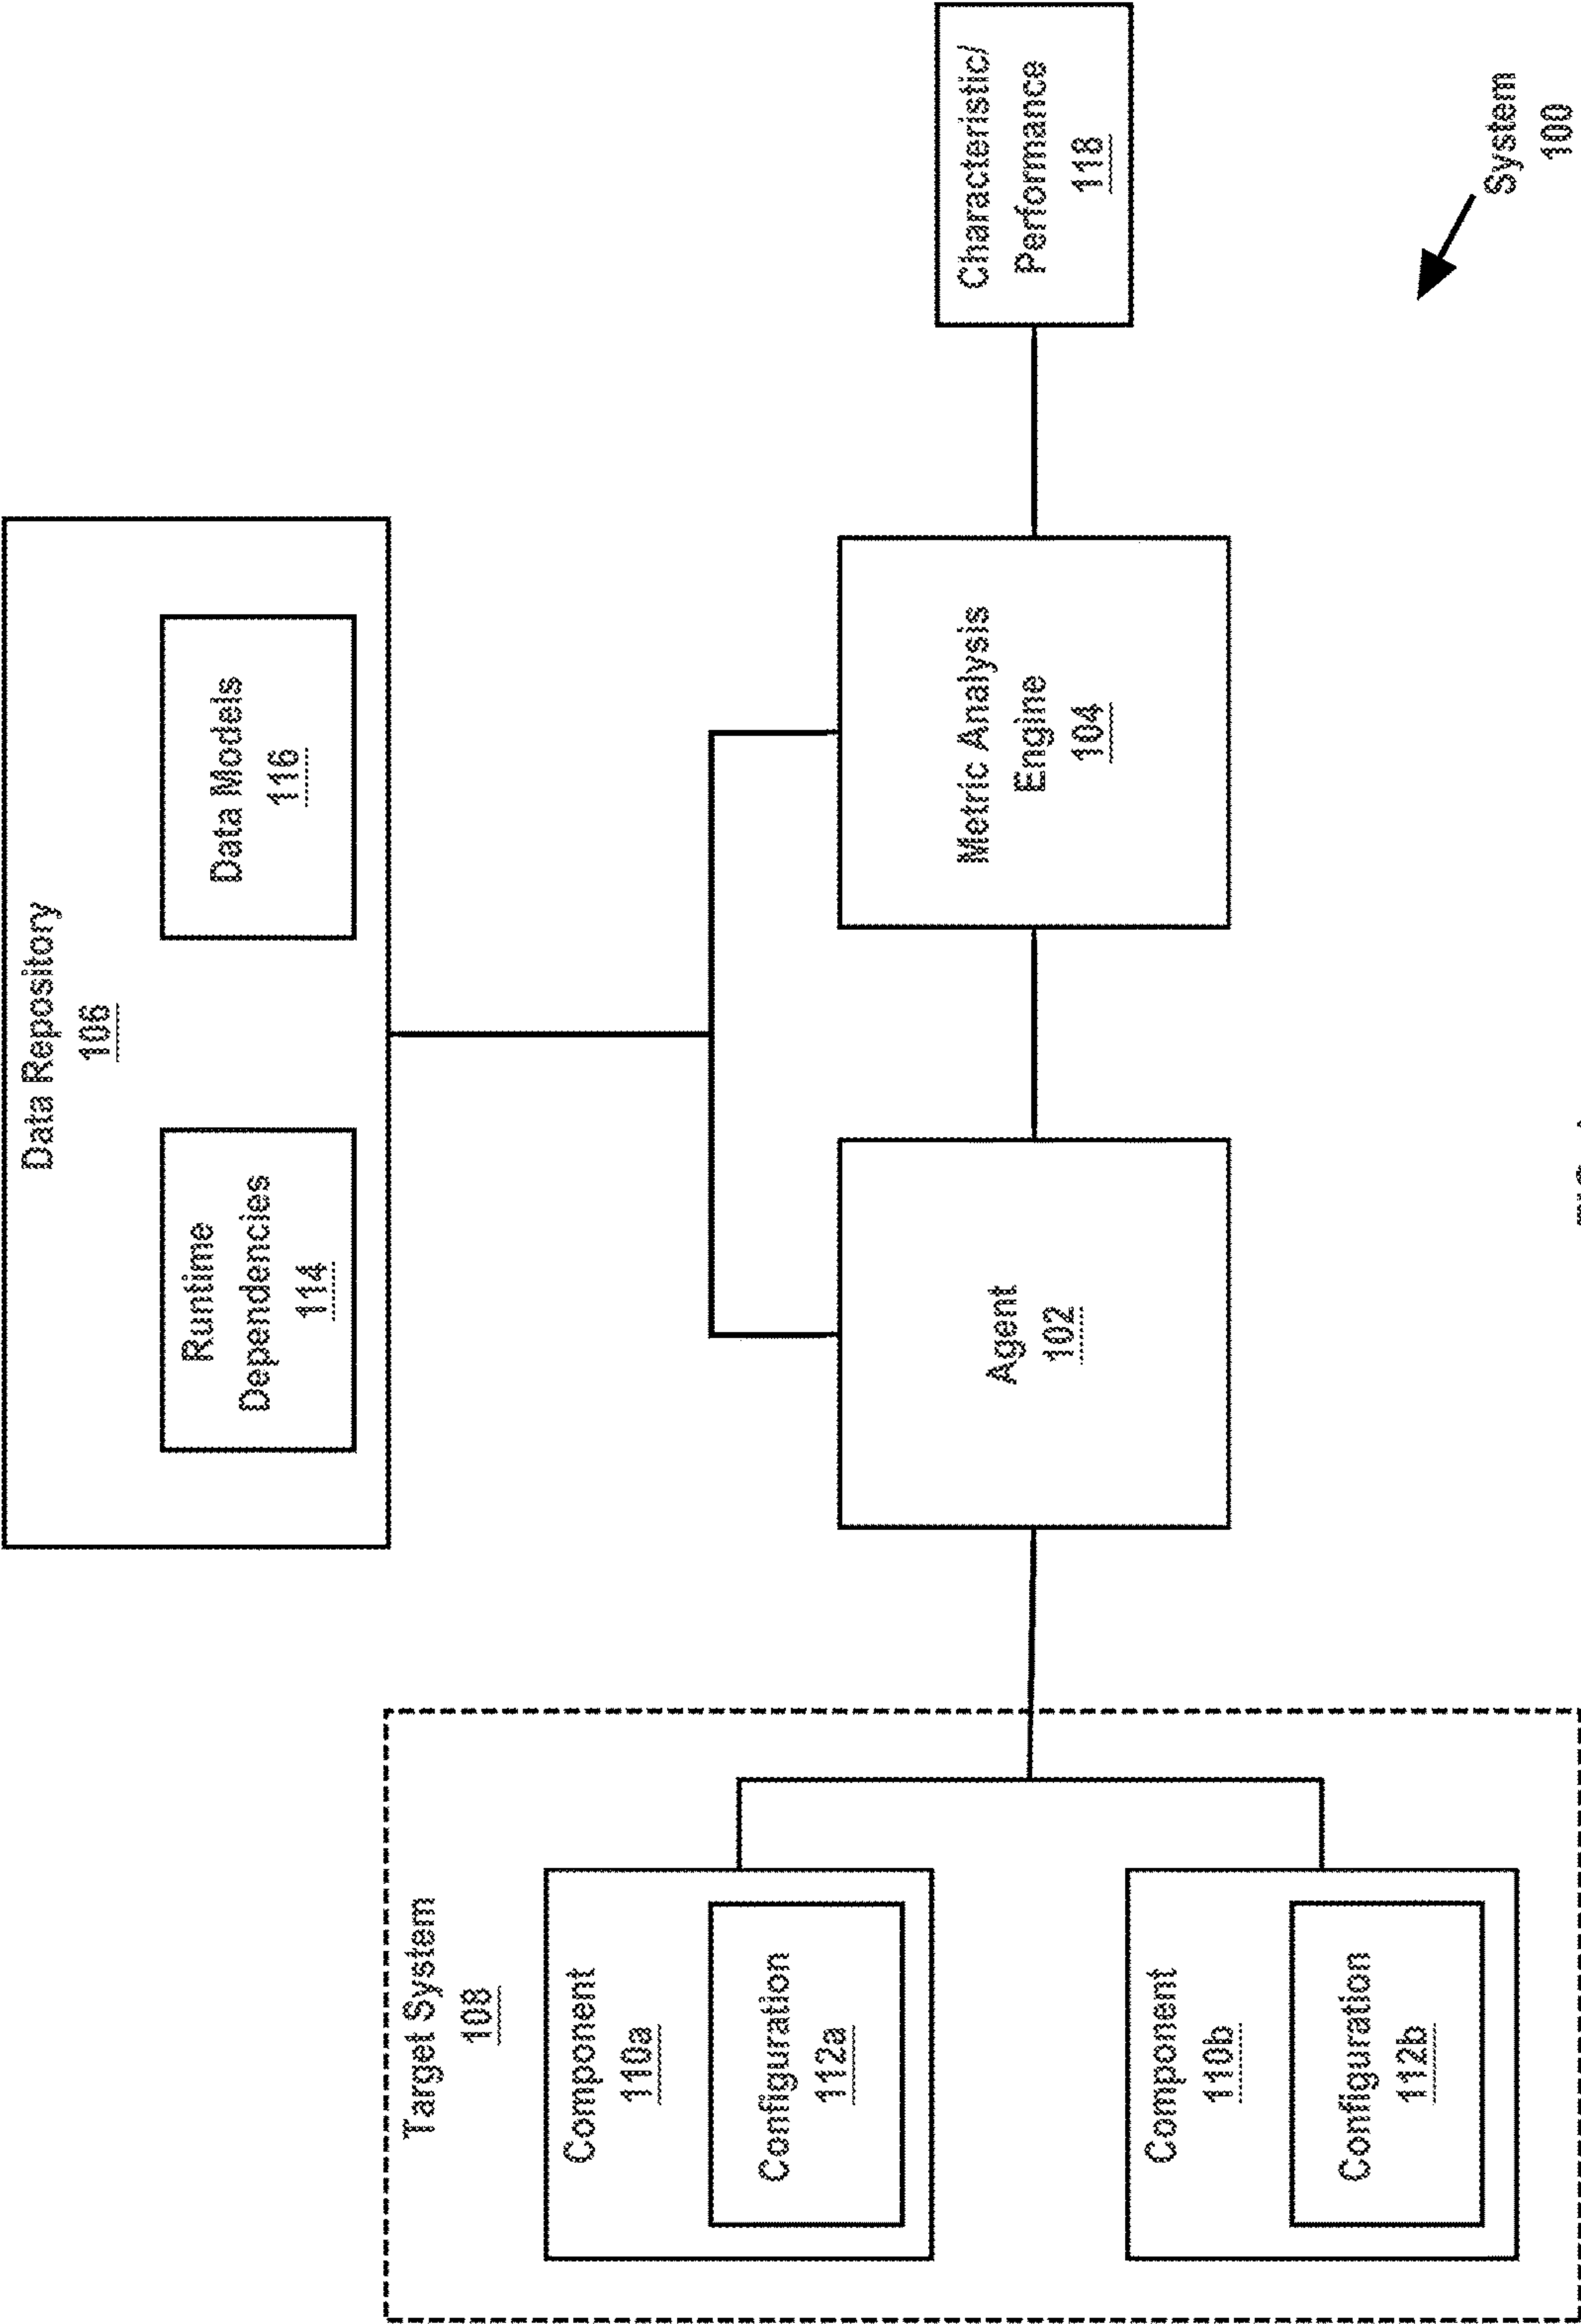 Data Repository
106
Runtime
Dependencies
114
Data Models
116
Target System
108
Component
110a
Configuration
112a
Component
110b
Configuration
112b
Agent
102
Metric Analysis
Engine
104
Characteristic/
Performance
118
System
100